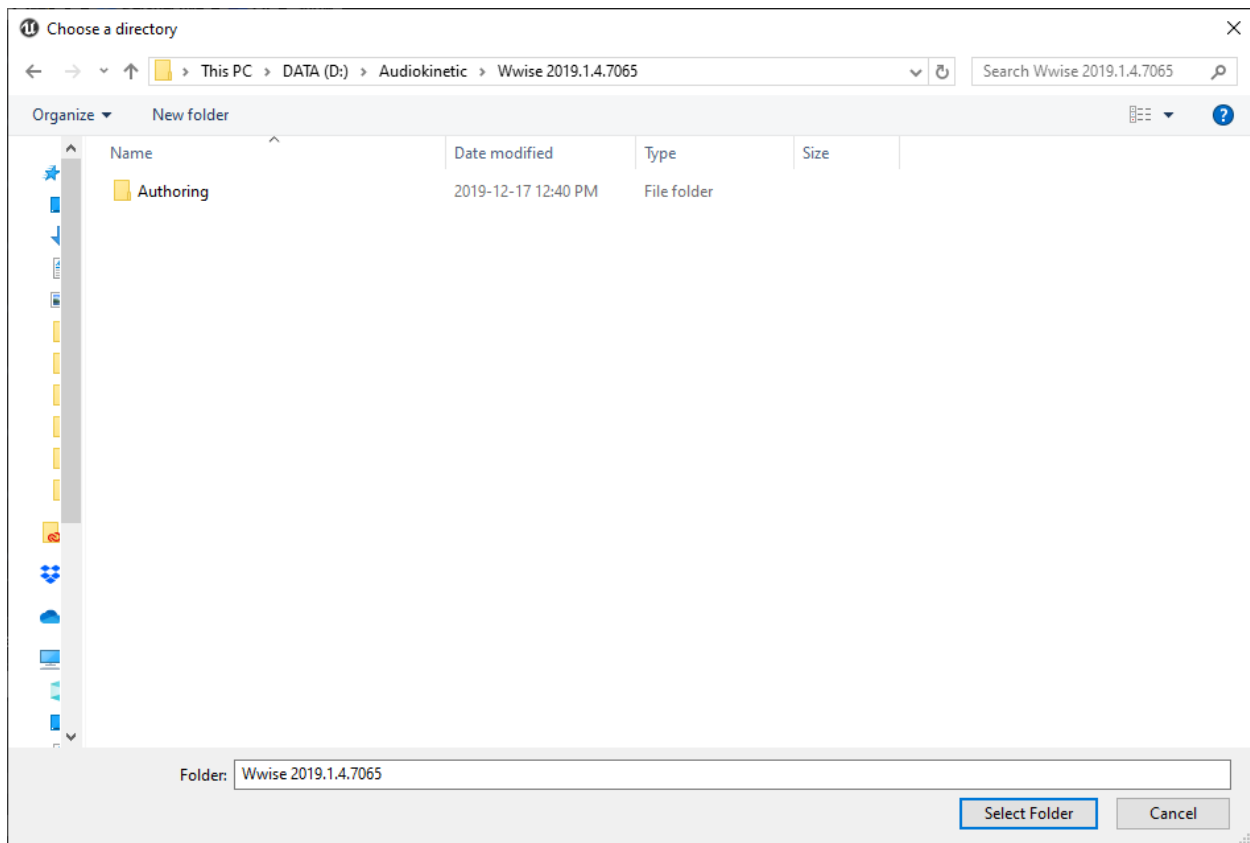 Choose a directory
This PC > DATA (D:) > Audiokinetic > Wwise 2019.1.4.7065
Search Wwise 2019.1.4.7065
Organize New folder
Name Date modified Type Size
Authoring 2019-12-17 12:40 PM File folder
Folder: Wwise 2019.1.4.7065
Select Folder Cancel